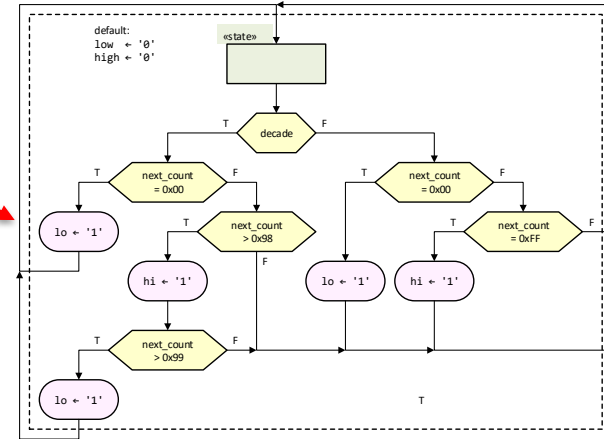 default:
low ← '0'
high ← '0'
«state»
decade
T
F
next_count
= 0x00
T
F
next_count
= 0x00
T
F
lo ← '1'
next_count
> 0x98
T
F
next_count
= 0xFF
T
F
hi ← '1'
lo ← '1'
hi ← '1'
next_count
> 0x99
T
F
lo ← '1'
T